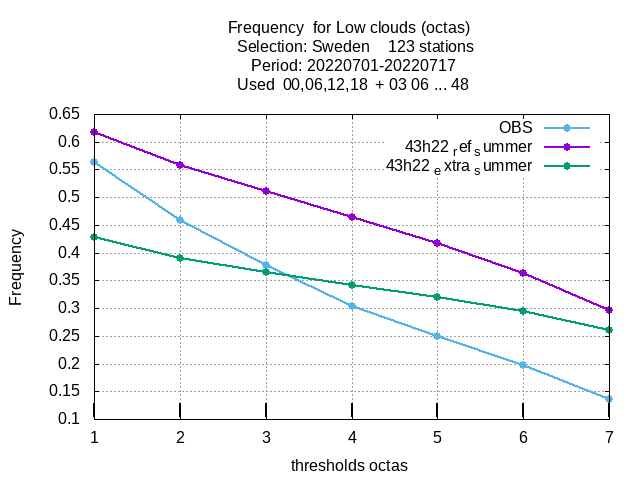 Frequency for Low clouds (octas)
Selection: Sweden 123 stations
Period: 20220701-20220717
Used 00,06,12,18 + 03 06 ... 48
OBS
43h22 ref summer
43h22 extra summer
0.65
0.6
0.55
0.5
0.45
0.4
0.35
0.3
0.25
0.2
0.15
0.1
Frequency
1 2 3 4 5 6 7
thresholds octas